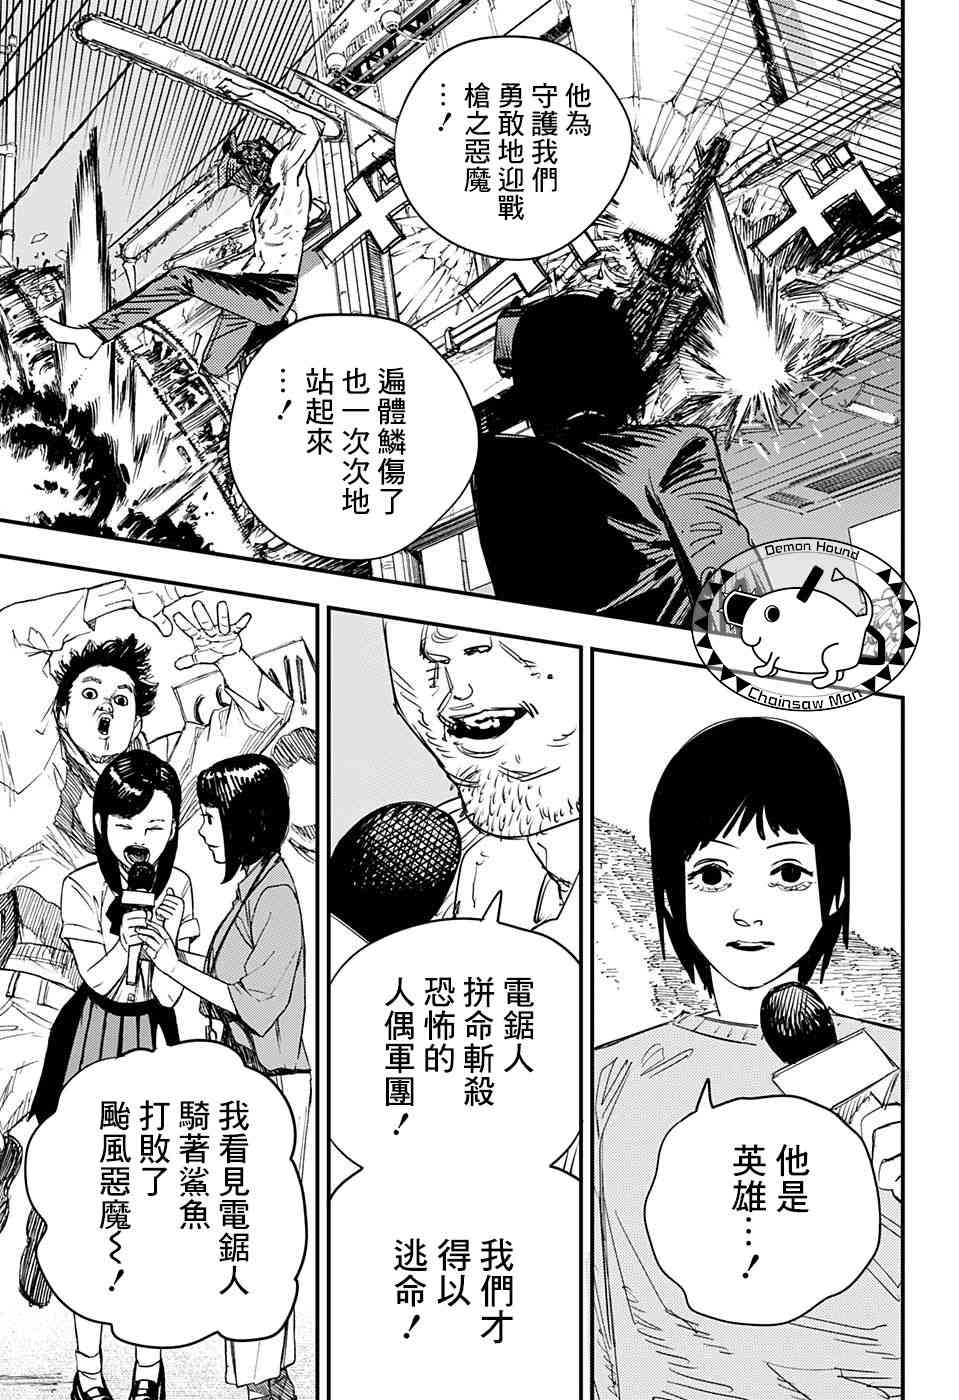 他為
守護我們
勇敢地迎戰
槍之惡魔
…！
遍體鱗傷了
也一次次地
站起來
…！
ド
ド
ド
Demon Hound
Chainsaw Man
他是
英雄…！
電鋸人
拼命斬殺
恐怖的
人偶軍團！
我們才
得以
逃命！
我看見電鋸人
騎著鯊魚
打敗了
颱風惡魔～！